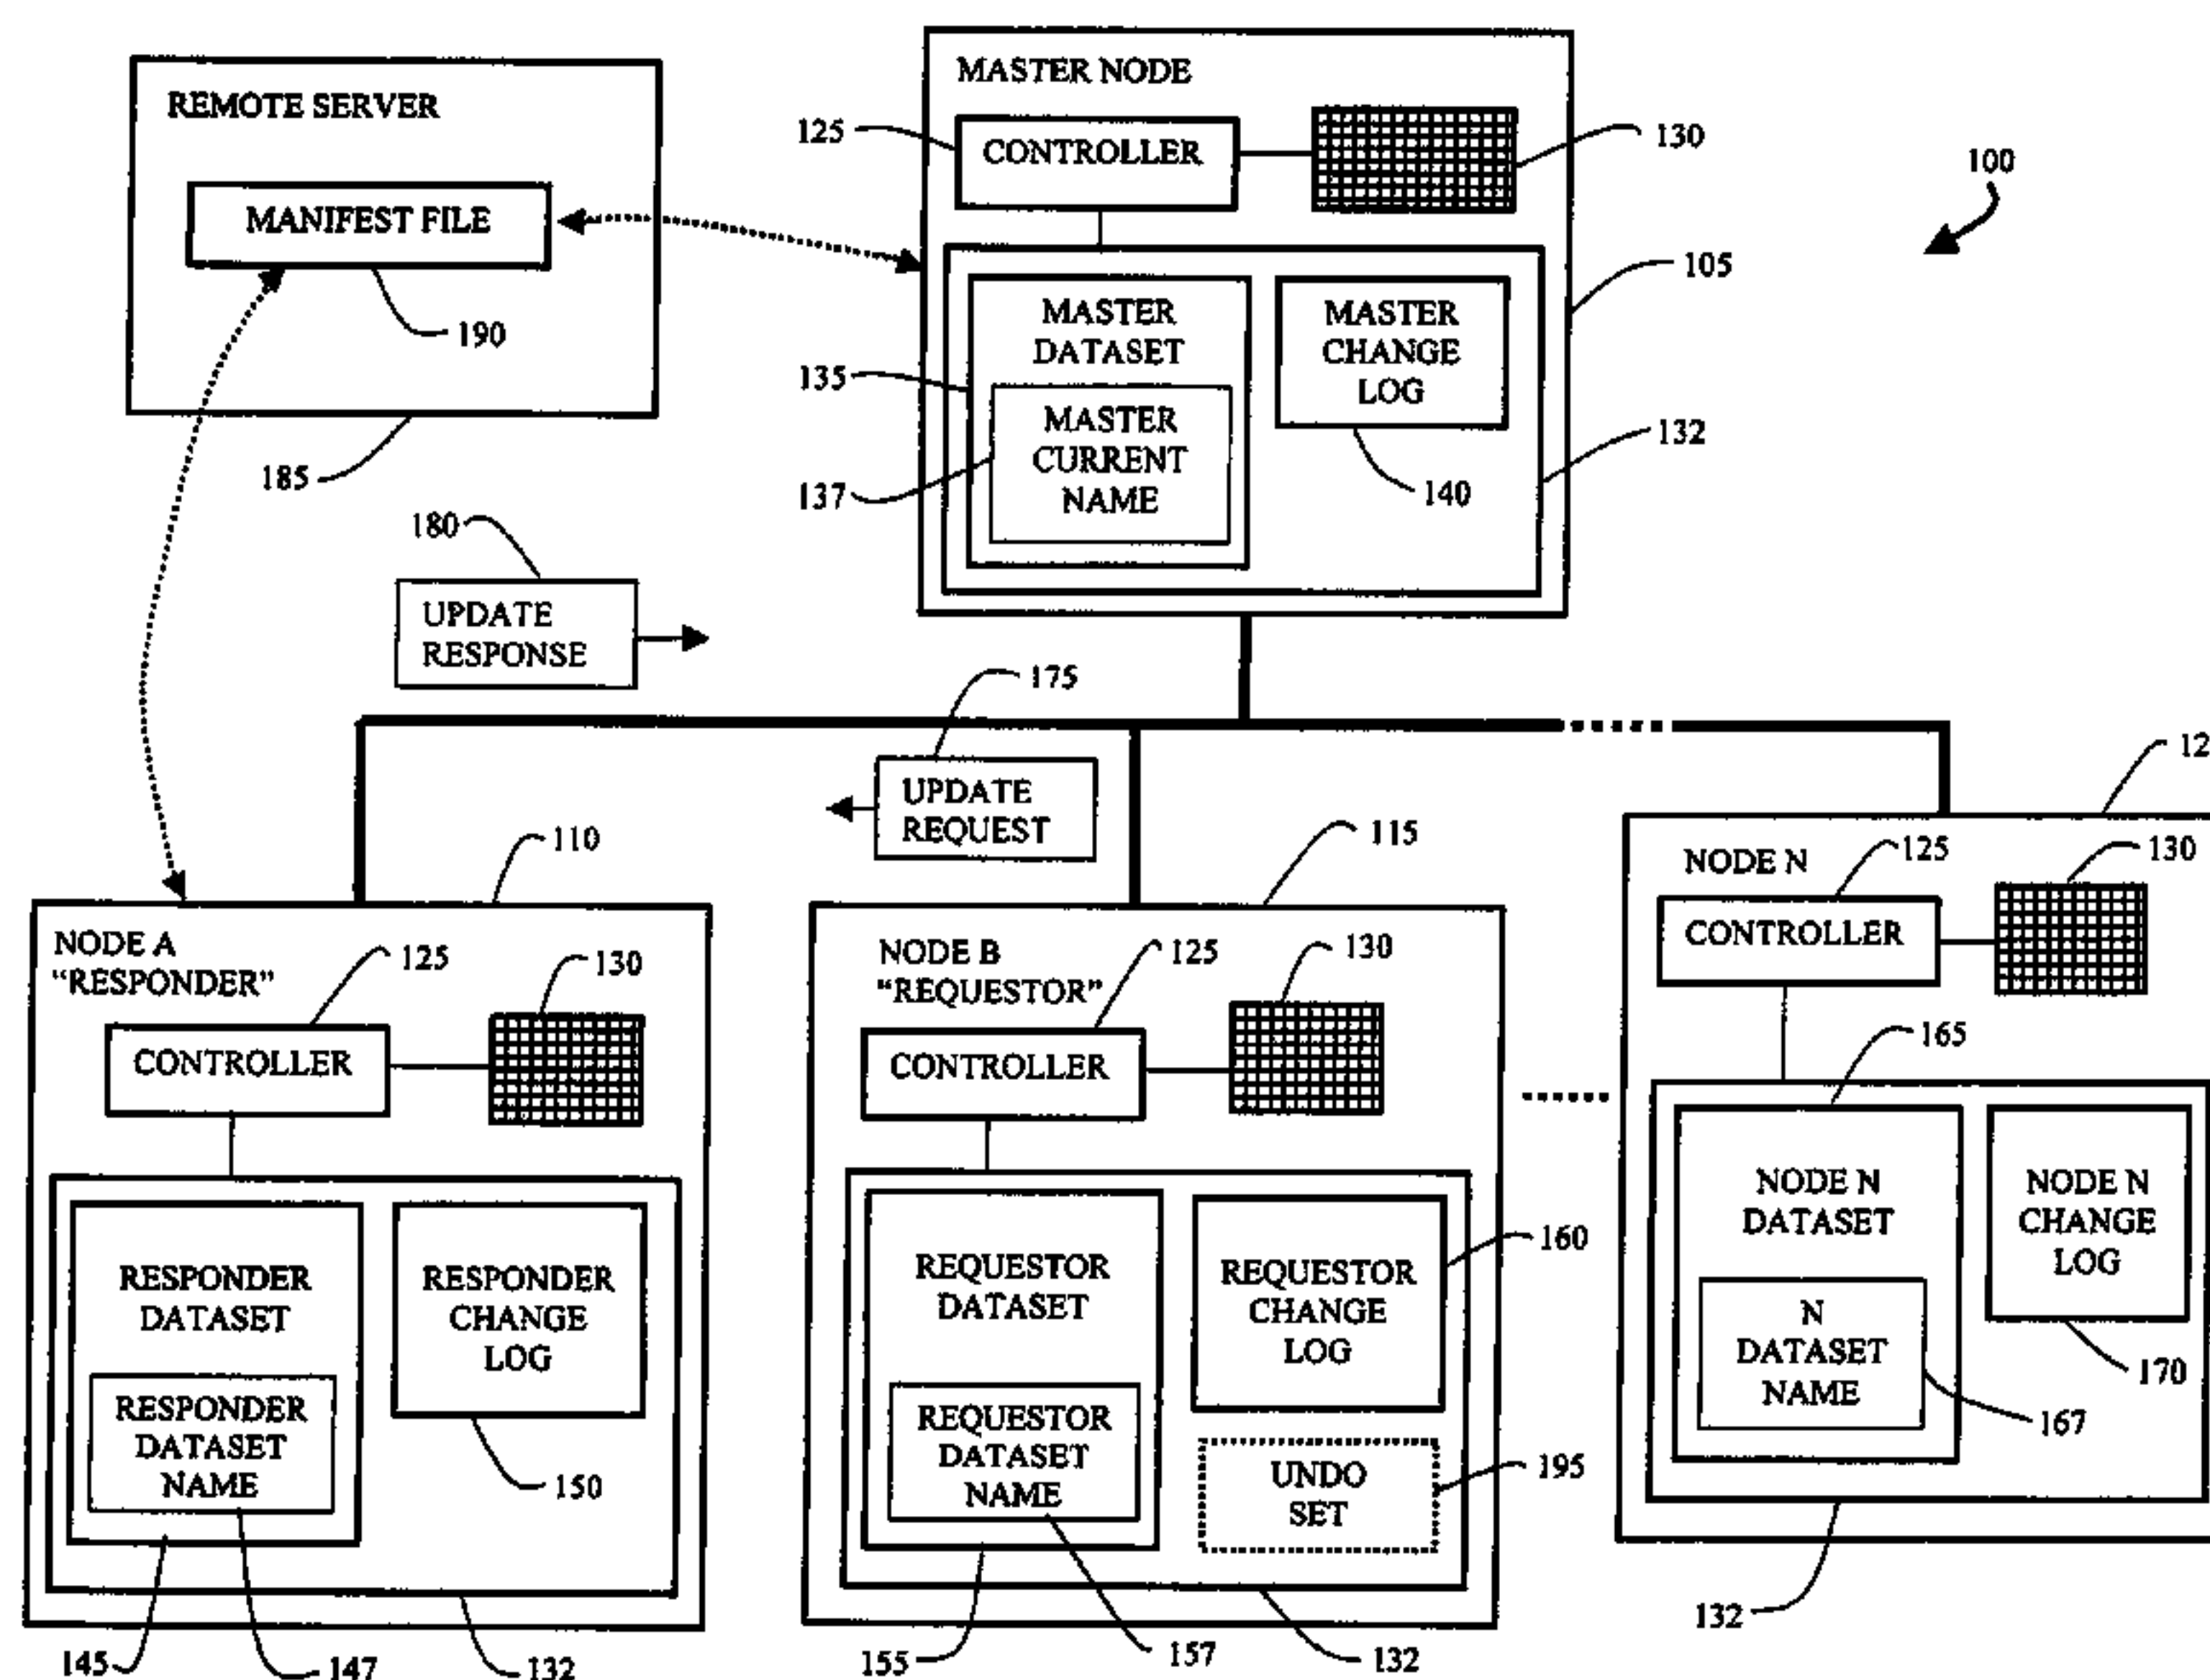 REMOTE SERVER
MANIFEST FILE
190
185
MASTER NODE
125
CONTROLLER
130
100
105
MASTER
DATASET
135
MASTER
CURRENT
NAME
137
MASTER
CHANGE
LOG
140
132
180
UPDATE
RESPONSE
175
UPDATE
REQUEST
110
NODE A
"RESPONDER"
125
130
CONTROLLER
RESPONDER
DATASET
RESPONDER
DATASET
NAME
RESPONDER
CHANGE
LOG
150
145
147
132
115
NODE B
"REQUESTOR"
125
130
CONTROLLER
REQUESTOR
DATASET
REQUESTOR
DATASET
NAME
REQUESTOR
CHANGE
LOG
160
UNDO
SET
195
155
157
132
12
NODE N
125
130
CONTROLLER
165
NODE N
DATASET
N
DATASET
NAME
NODE N
CHANGE
LOG
170
167
132